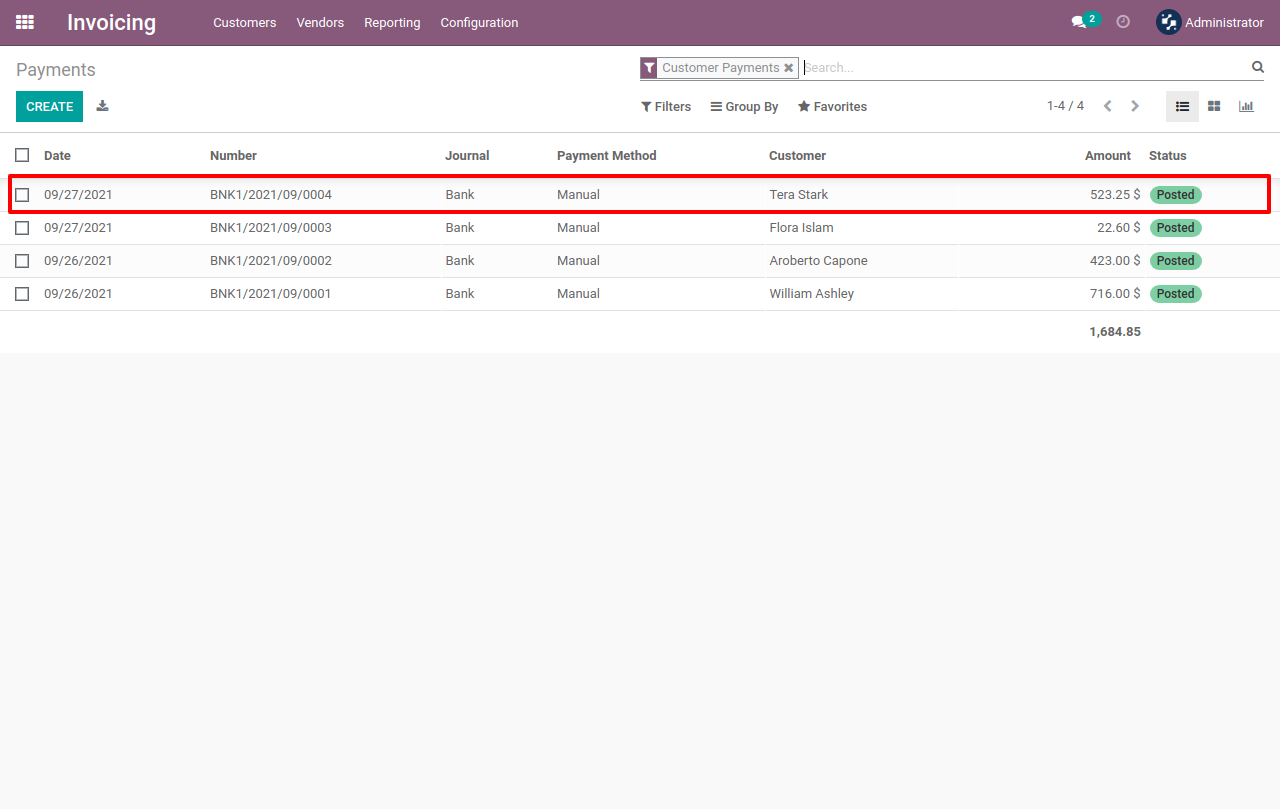 Invoicing Customers Vendors Reporting Configuration 2 Administrator
Payments Customer Payments Search...
CREATE Filters Group By Favorites 1-4 / 4
Date Number Journal Payment Method Customer Amount Status
09/27/2021 BNK1/2021/09/0004 Bank Manual Tera Stark 523.25 $ Posted
09/27/2021 BNK1/2021/09/0003 Bank Manual Flora Islam 22.60 $ Posted
09/26/2021 BNK1/2021/09/0002 Bank Manual Aroberto Capone 423.00 $ Posted
09/26/2021 BNK1/2021/09/0001 Bank Manual William Ashley 716.00 $ Posted
1,684.85